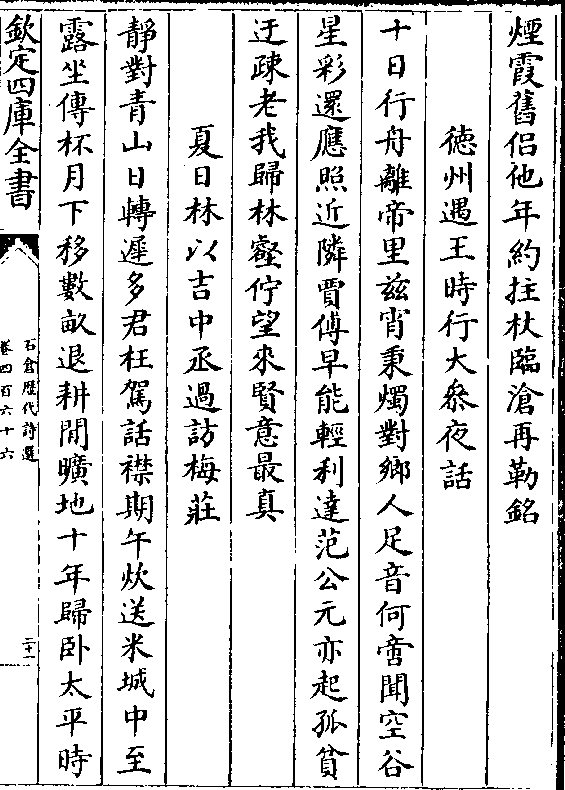 煙霞舊侣他年約拄杖臨滄再勒銘
徳州遇王時行大叅夜話
十日行舟離帝里兹宵秉燭對鄉人足音何啻聞空谷
星彩還應照近隣賈傅早能輕利達范公元亦起孤貧
迂疎老我歸林壑佇望來賢意最真
夏日林以吉中丞過訪梅莊
靜對青山日轉遲多君枉駕話襟期午炊送米城中至
露坐傳杯月下移數畝退耕閒曠地十年歸卧太平時
欽定四庫全書
石倉歴代詩選
卷四百六十六
二十一